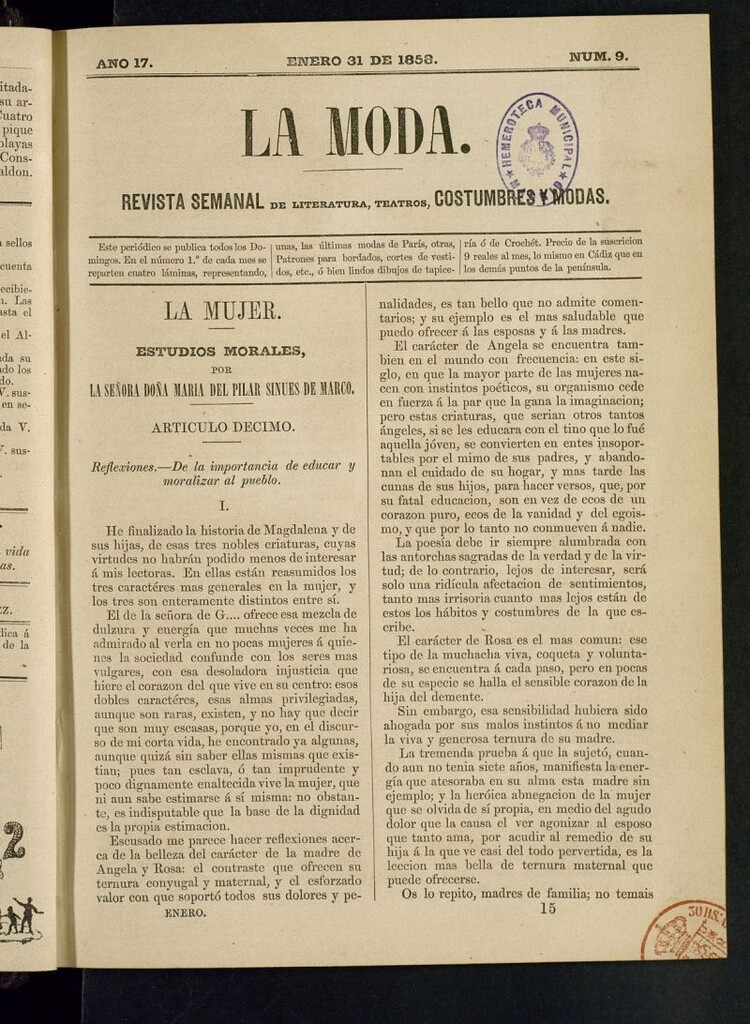 itada-
su ar-
Cuatro
pique
playas
Cons-
aldon.
sellos
cuenta
ecibie-
n. Las
asta el
el Al-
ada su
ado los
do.
V. sus-
en se-
da V.
V. sus-
vida
as.
EZ.
dica á
de la
2
AÑO 17. ENERO 31 DE 1858. NUM. 9.
LA MODA.
HEMEROTECA MUNICIPAL
REVISTA SEMANAL DE LITERATURA, TEATROS, COSTUMBRES Y MODAS.
Este periódico se publica todos los Do-
mingos. En el número 1.º de cada mes se
reparten cuatro láminas, representando,
unas, las últimas modas de París, otras,
Patrones para bordados, cortes de vesti-
dos, etc., ó bien lindos dibujos de tapice-
ría ó de Crochét. Precio de la suscricion
9 reales al mes, lo mismo en Cádiz que en
los demás puntos de la península.
LA MUJER.
ESTUDIOS MORALES,
POR
LA SEÑORA DOÑA MARIA DEL PILAR SINUES DE MARCO.
ARTICULO DECIMO.
Reflexiones.—De la importancia de educar y
moralizar al pueblo.
I.
He finalizado la historia de Magdalena y de
sus hijas, de esas tres nobles criaturas, cuyas
virtudes no habrán podido menos de interesar
á mis lectoras. En ellas están reasumidos los
tres caractéres mas generales en la mujer, y
los tres son enteramente distintos entre sí.
El de la señora de G.... ofrece esa mezcla de
dulzura y energía que muchas veces me ha
admirado al verla en no pocas mujeres á quie-
nes la sociedad confunde con los seres mas
vulgares, con esa desoladora injusticia que
hiere el corazon del que vive en su centro: esos
dobles caractéres, esas almas privilegiadas,
aunque son raras, existen, y no hay que decir
que son muy escasas, porque yo, en el discur-
so de mi corta vida, he encontrado ya algunas,
aunque quizá sin saber ellas mismas que exis-
tian; pues tan esclava, ó tan imprudente y
poco dignamente enaltecida vive la mujer, que
ni aun sabe estimarse á sí misma: no obstan-
te, es indisputable que la base de la dignidad
es la propia estimacion.
Escusado me parece hacer reflexiones acer-
ca de la belleza del carácter de la madre de
Angela y Rosa: el contraste que ofrecen su
ternura conyugal y maternal, y el esforzado
valor con que soportó todos sus dolores y pe-
ENERO.
nalidades, es tan bello que no admite comen-
tarios; y su ejemplo es el mas saludable que
puedo ofrecer á las esposas y á las madres.
El carácter de Angela se encuentra tam-
bien en el mundo con frecuencia: en este si-
glo, en que la mayor parte de las mujeres na-
cen con instintos poéticos, su organismo cede
en fuerza á la par que la gana la imaginacion;
pero estas criaturas, que serian otros tantos
ángeles, si se les educara con el tino que lo fué
aquella jóven, se convierten en entes insopor-
tables por el mimo de sus padres, y abando-
nan el cuidado de su hogar, y mas tarde las
cunas de sus hijos, para hacer versos, que, por
su fatal educacion, son en vez de ecos de un
corazon puro, ecos de la vanidad y del egois-
mo, y que por lo tanto no conmueven á nadie.
La poesía debe ir siempre alumbrada con
las antorchas sagradas de la verdad y de la vir-
tud; de lo contrario, lejos de interesar, será
solo una ridícula afectacion de sentimientos,
tanto mas irrisoria cuanto mas lejos están de
estos los hábitos y costumbres de la que es-
cribe.
El carácter de Rosa es el mas comun: ese
tipo de la muchacha viva, coqueta y volunta-
riosa, se encuentra á cada paso, pero en pocas
de su especie se halla el sensible corazon de la
hija del demente.
Sin embargo, esa sensibilidad hubiera sido
ahogada por sus malos instintos á no mediar
la viva y generosa ternura de su madre.
La tremenda prueba á que la sujetó, cuan-
do aun no tenia siete años, manifiesta la ener-
gía que atesoraba en su alma esta madre sin
ejemplo; y la heróica abnegacion de la mujer
que se olvida de sí propia, en medio del agudo
dolor que la causa el ver agonizar al esposo
que tanto ama, por acudir al remedio de su
hija á la que ve casi del todo pervertida, es la
leccion mas bella de ternura maternal que
puede ofrecerse.
Os lo repito, madres de familia; no temais
15